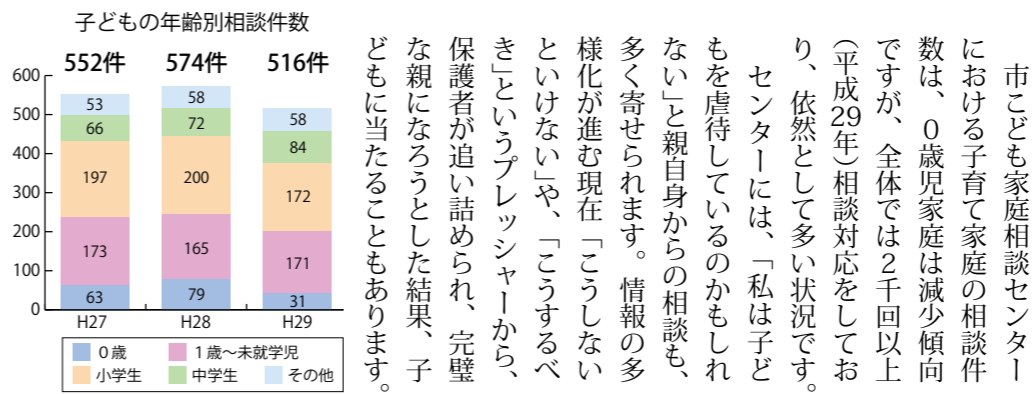 子どもの年齢別相談件数
552件
574件
516件
600
500
400
300
200
100
0
53
66
197
173
63
58
72
200
165
79
58
84
172
171
31
H27
H28
H29
0歳
1歳～未就学児
小学生
中学生
その他
市こども家庭相談センター
における子育て家庭の相談件
数は、0歳児家庭は減少傾向
ですが、全体では2千回以上
（平成29年）相談対応をしてお
り、依然として多い状況です。
センターには、「私は子ど
もを虐待しているのかもしれ
ない」と親自身からの相談も、
多く寄せられます。情報の多
様化が進む現在「こうしない
といけない」や、「こうするべ
き」というプレッシャーから、
保護者が追い詰められ、完璧
な親になろうとした結果、子
どもに当たることもあります。